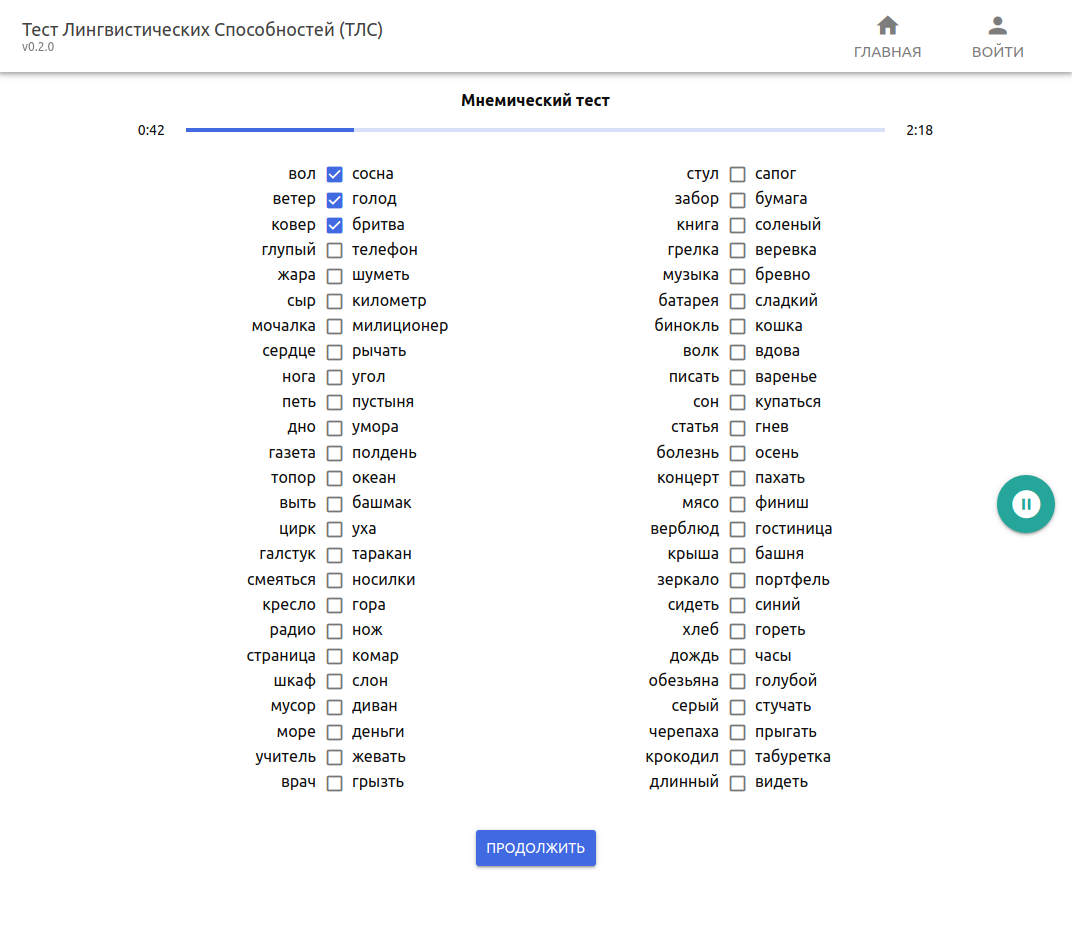 Тест Лингвистических Способностей (ТЛС)
v0.2.0
ГЛАВНАЯ
ВОЙТИ
Мнемический тест
0:42
2:18
вол сосна
ветер голод
ковер бритва
глупый телефон
жара шуметь
сыр километр
мочалка милиционер
сердце рычать
нога угол
петь пустыня
дно умора
газета полдень
топор океан
выть башмак
цирк уха
галстук таракан
смеяться носилки
кресло гора
радио нож
страница комар
шкаф слон
мусор диван
море деньги
учитель жевать
врач грызть
стул сапог
забор бумага
книга соленый
грелка веревка
музыка бревно
батарея сладкий
бинокль кошка
волк вдова
писать варенье
сон купаться
статья гнев
болезнь осень
концерт пахать
мясо финиш
верблюд гостиница
крыша башня
зеркало портфель
сидеть синий
хлеб гореть
дождь часы
обезьяна голубой
серый стучать
черепаха прыгать
крокодил табуретка
длинный видеть
ПРОДОЛЖИТЬ